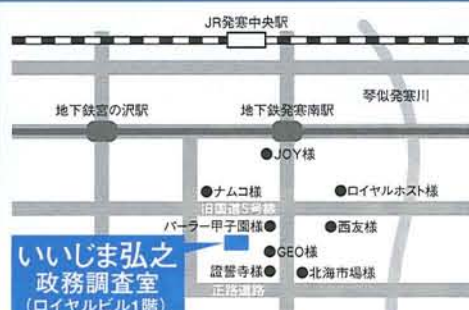 JR発寒中央駅
琴似発寒川
地下鉄宮の沢駅
地下鉄発寒南駅
●JOY様
●ナムコ様
●ロイヤルホスト様
旧国道5号線
パーラー甲子園様●
●西友様
いいじま弘之
政務調査室
(ロイヤルビル1階)
●GEO様
證誓寺様●
●北海市場様
正路道路